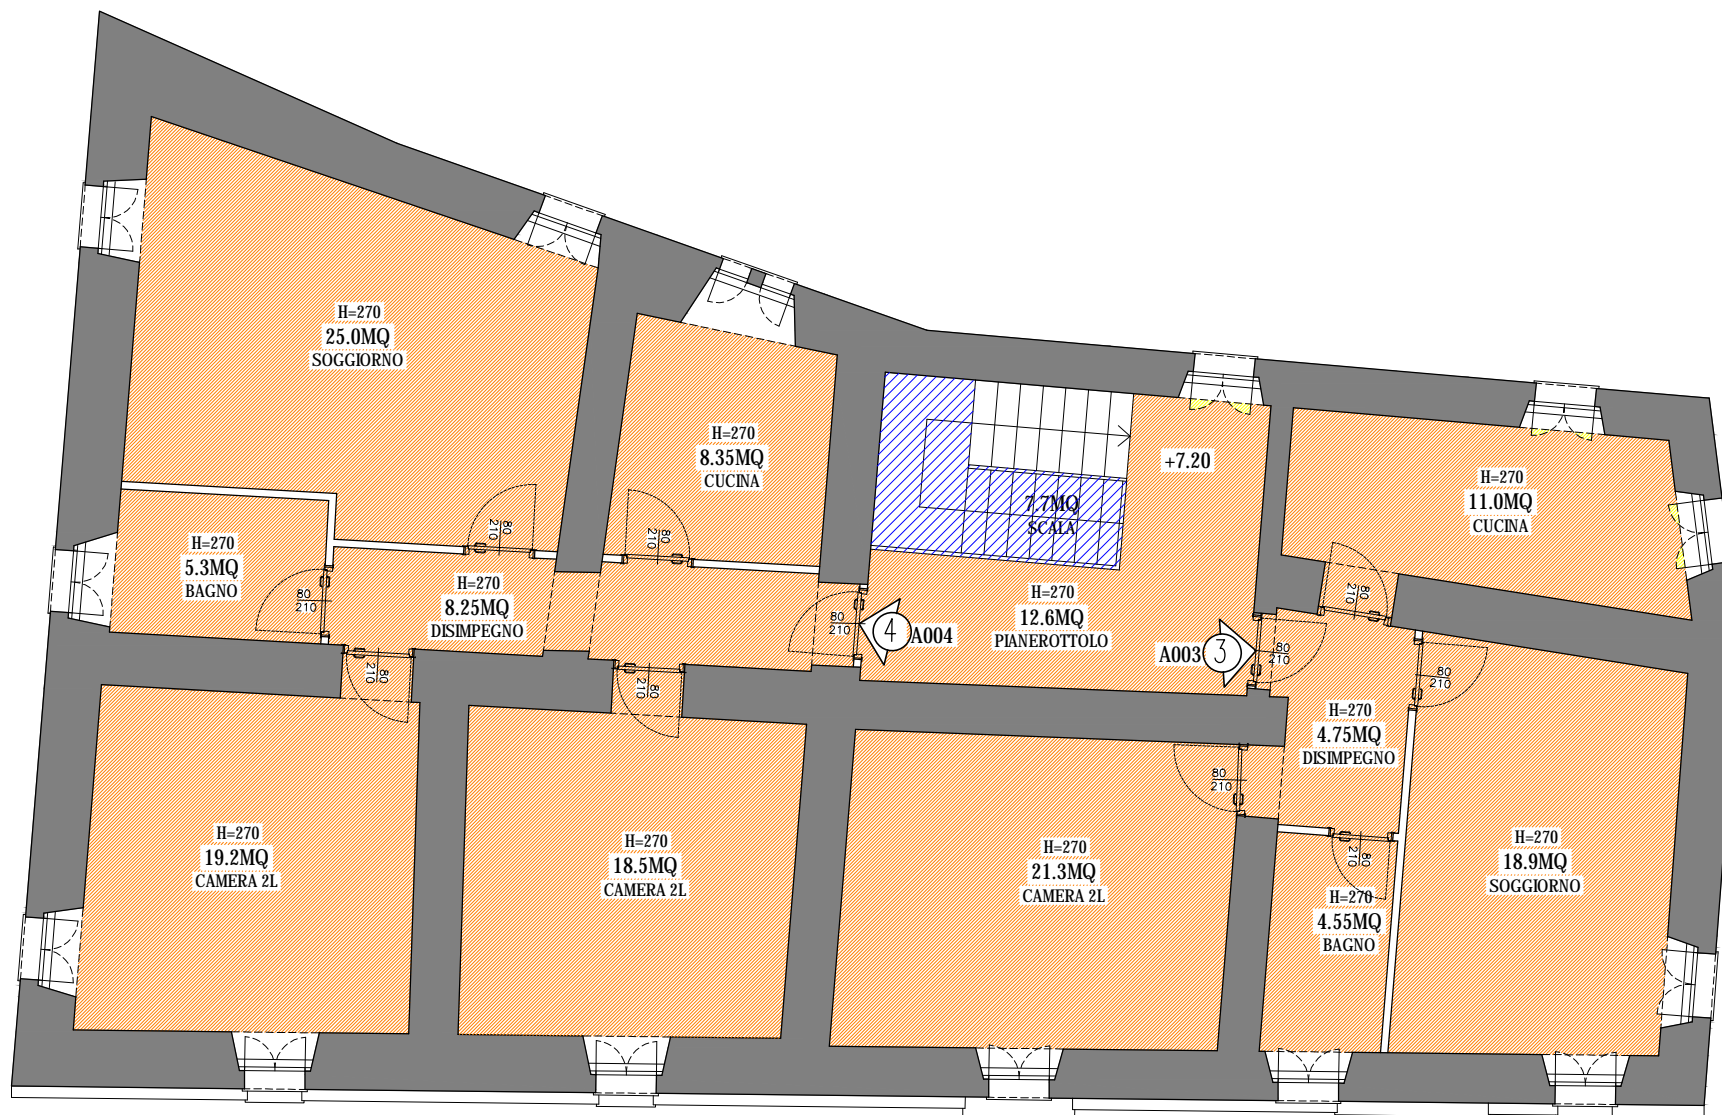 H=270
25.0MQ
SOGGIORNO
H=270
8.35MQ
CUCINA
+7.20
7.7MQ
SCALA
H=270
11.0MQ
CUCINA
80
210
80
210
H=270
5.3MQ
BAGNO
80
210
H=270
8.25MQ
DISIMPEGNO
80
210
4
A004
H=270
12.6MQ
PIANEROTTOLO
A003
3
80
210
80
210
80
210
80
210
80
210
H=270
4.75MQ
DISIMPEGNO
80
210
H=270
19.2MQ
CAMERA 2L
H=270
18.5MQ
CAMERA 2L
H=270
21.3MQ
CAMERA 2L
80
210
H=270
4.55MQ
BAGNO
H=270
18.9MQ
SOGGIORNO